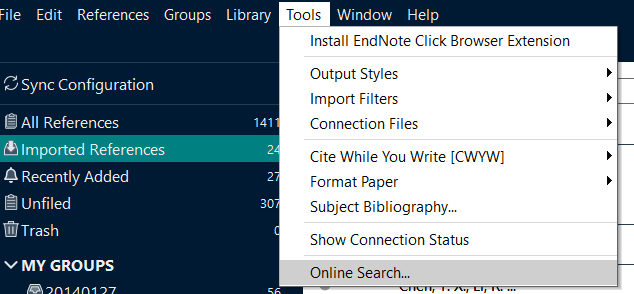 File Edit References Groups Library Tools Window Help
Install EndNote Click Browser Extension
Sync Configuration
Output Styles
Import Filters
All References 1411
Connection Files
Imported References 24
Cite While You Write [CWYW]
Recently Added 27
Format Paper
Unfiled 307
Subject Bibliography...
Trash 0
Show Connection Status
MY GROUPS
Online Search...
20140127